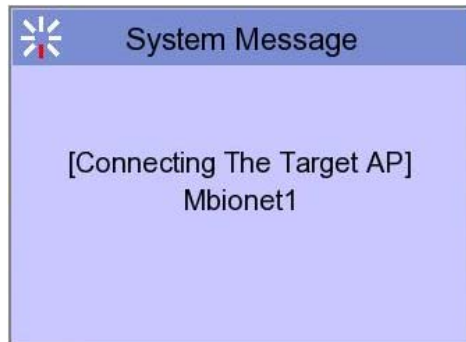 System Message
[Connecting The Target AP]
Mbionet1